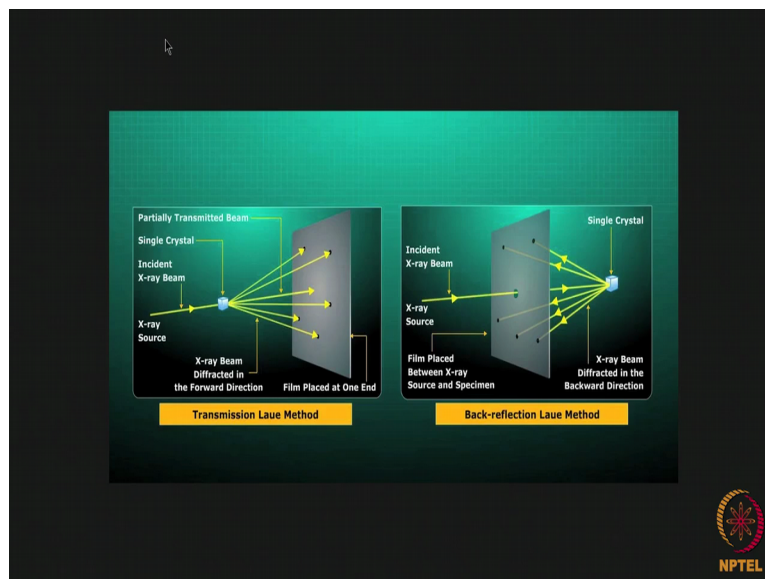 Partially Transmitted Beam
Single Crystal
Incident
X-ray Beam
X-ray
Source
X-ray Beam
Diffracted in
the Forward Direction
Film Placed at One End
Transmission Laue Method
Single Crystal
Incident
X-ray Beam
X-ray
Source
Film Placed
Between X-ray
Source and Specimen
X-ray Beam
Diffracted in the
Backward Direction
Back-reflection Laue Method
NPTEL